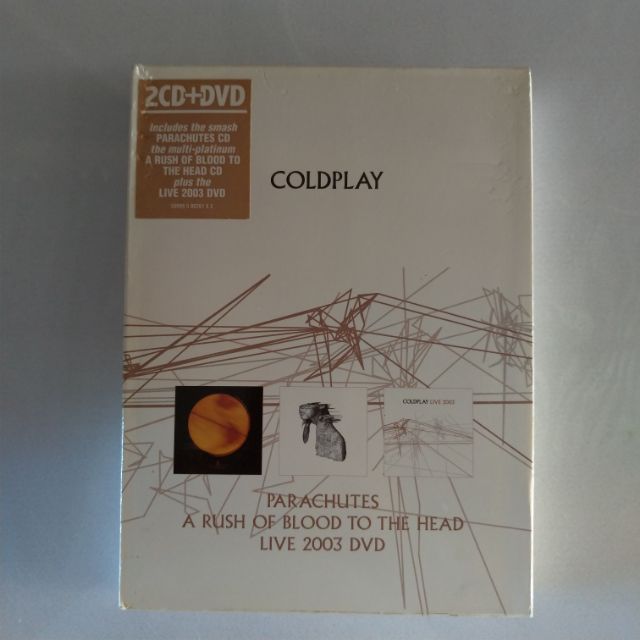 2CD+DVD
Includes the smash
PARACHUTES CD
the multi-platinum
A RUSH OF BLOOD TO
THE HEAD CD
plus the
LIVE 2003 DVD
COLDPLAY
COLDPLAY LIVE 2003
PARACHUTES
A RUSH OF BLOOD TO THE HEAD
LIVE 2003 DVD